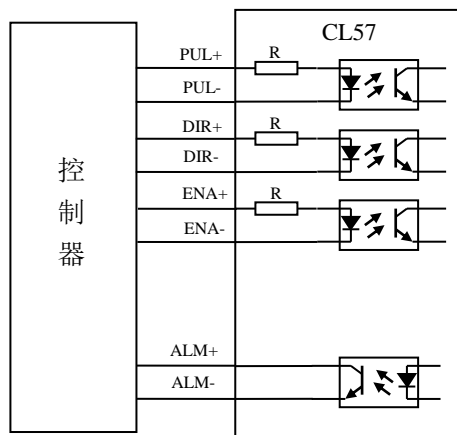 CL57
PUL+
R
PUL-
DIR+
R
DIR-
ENA+
R
ENA-
控制器
ALM+
ALM-